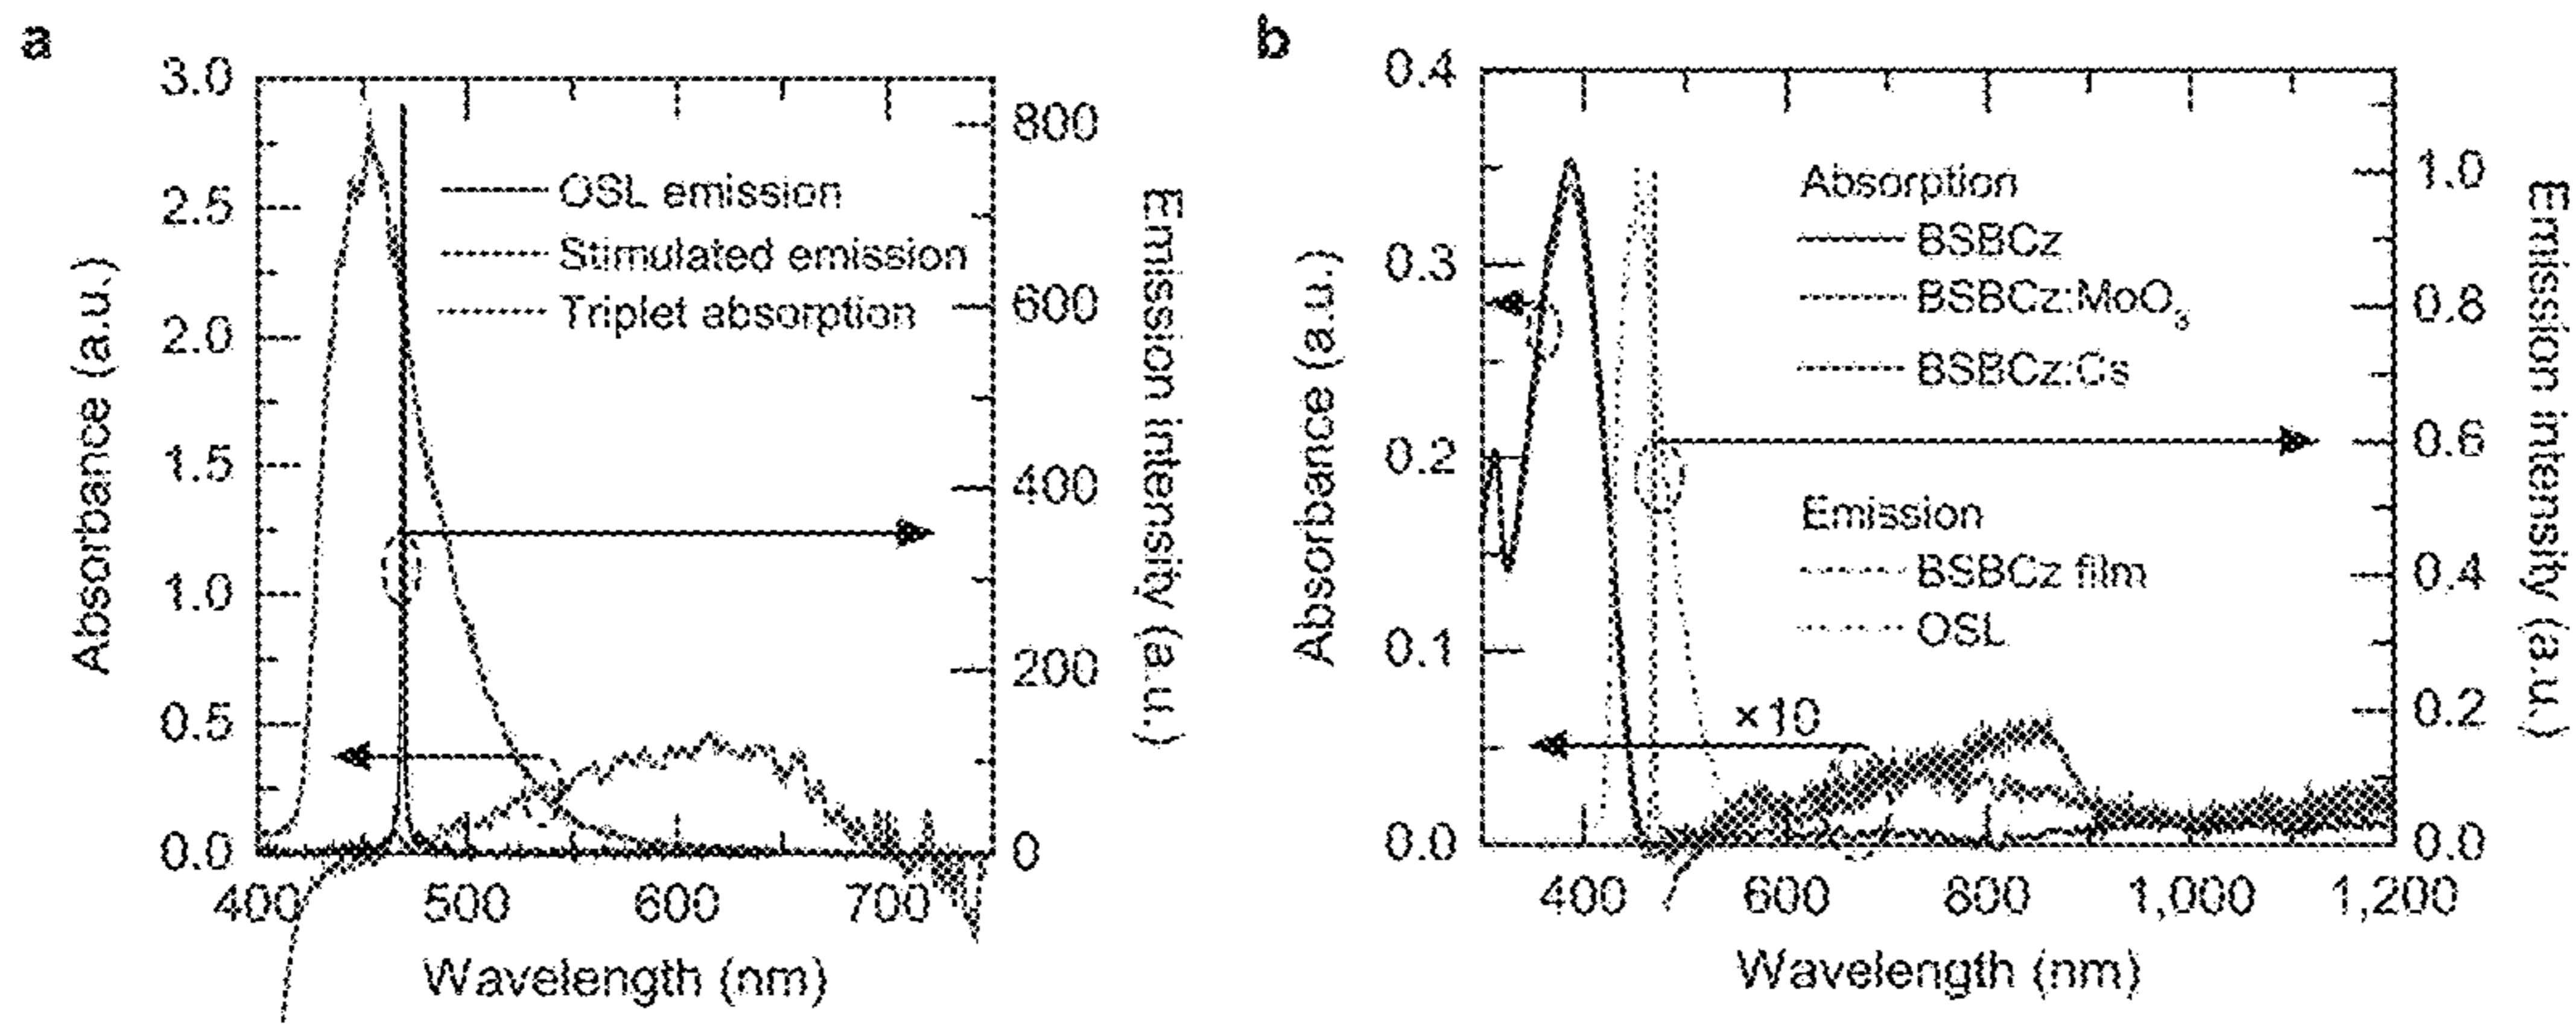 a
3.0
2.5
2.0
1.5
1.0
0.5
0.0
Absorbance (a.u.)
OSL emission
Stimulated emission
Triplet absorption
800
600
400
200
0
Emission intensity (a.u.)
400
500
600
700
Wavelength (nm)
b
0.4
0.3
0.2
0.1
0.0
Absorbance (a.u.)
Absorption
BSBCz
BSBCz:MoO₃
BSBCz:Cs
Emission
BSBCz film
OSL
×10
1.0
0.8
0.6
0.4
0.2
0.0
Emission intensity (a.u.)
400
600
800
1,000
1,200
Wavelength (nm)